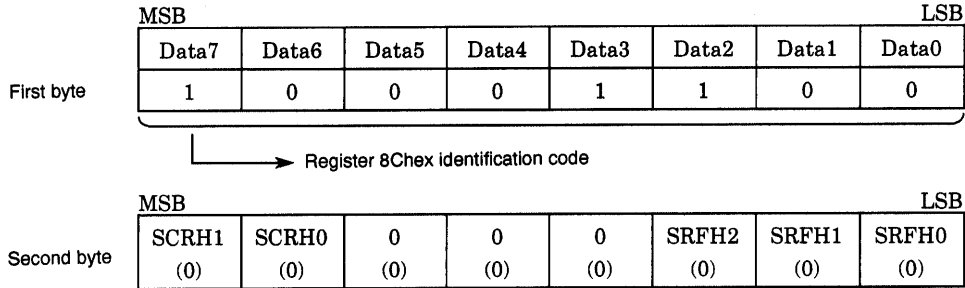 MSB LSB
Data7 Data6 Data5 Data4 Data3 Data2 Data1 Data0
First byte 1 0 0 0 1 1 0 0
Register 8Chex identification code
MSB LSB
Second byte SCRH1 SCRH0 0 0 0 SRFH2 SRFH1 SRFH0
(0) (0) (0) (0) (0) (0) (0) (0)